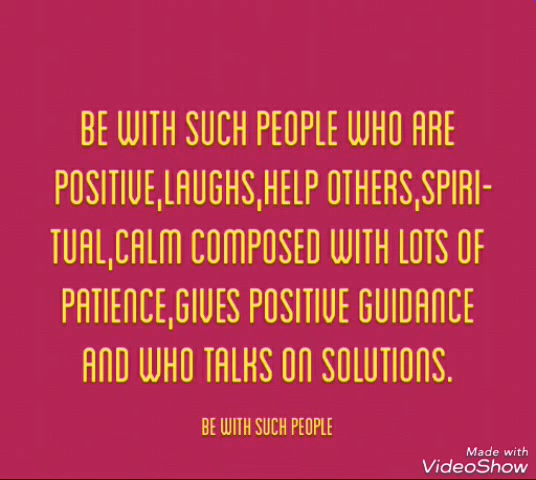 BE WITH SUCH PEOPLE WHO ARE
POSITIVE,LAUGHS,HELP OTHERS,SPIRI-
TUAL,CALM COMPOSED WITH LOTS OF
PATIENCE,GIVES POSITIVE GUIDANCE
AND WHO TALKS ON SOLUTIONS.
BE WITH SUCH PEOPLE
Made with
VideoShow